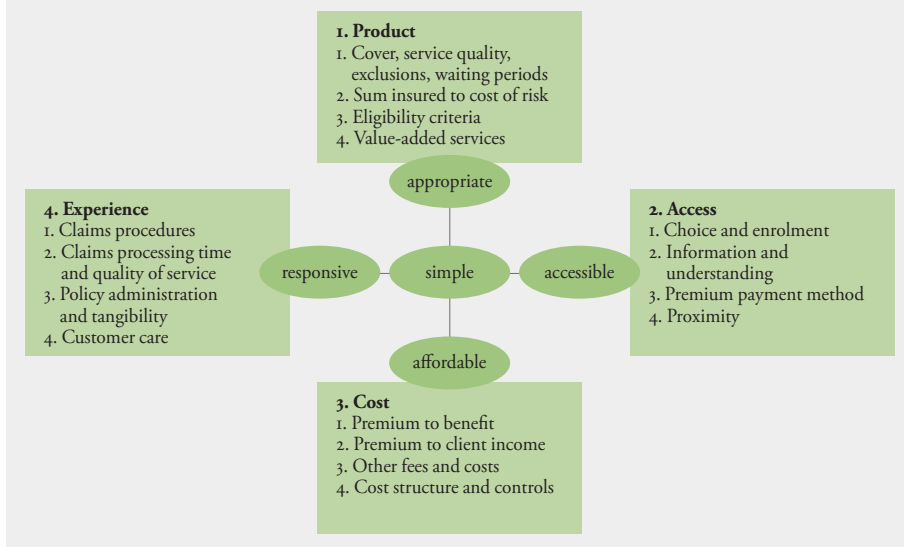 1. Product
1. Cover, service quality,
exclusions, waiting periods
2. Sum insured to cost of risk
3. Eligibility criteria
4. Value-added services
appropriate
4. Experience
1. Claims procedures
2. Claims processing time
and quality of service
3. Policy administration
and tangibility
4. Customer care
responsive
simple
accessible
2. Access
1. Choice and enrolment
2. Information and
understanding
3. Premium payment method
4. Proximity
affordable
3. Cost
1. Premium to benefit
2. Premium to client income
3. Other fees and costs
4. Cost structure and controls